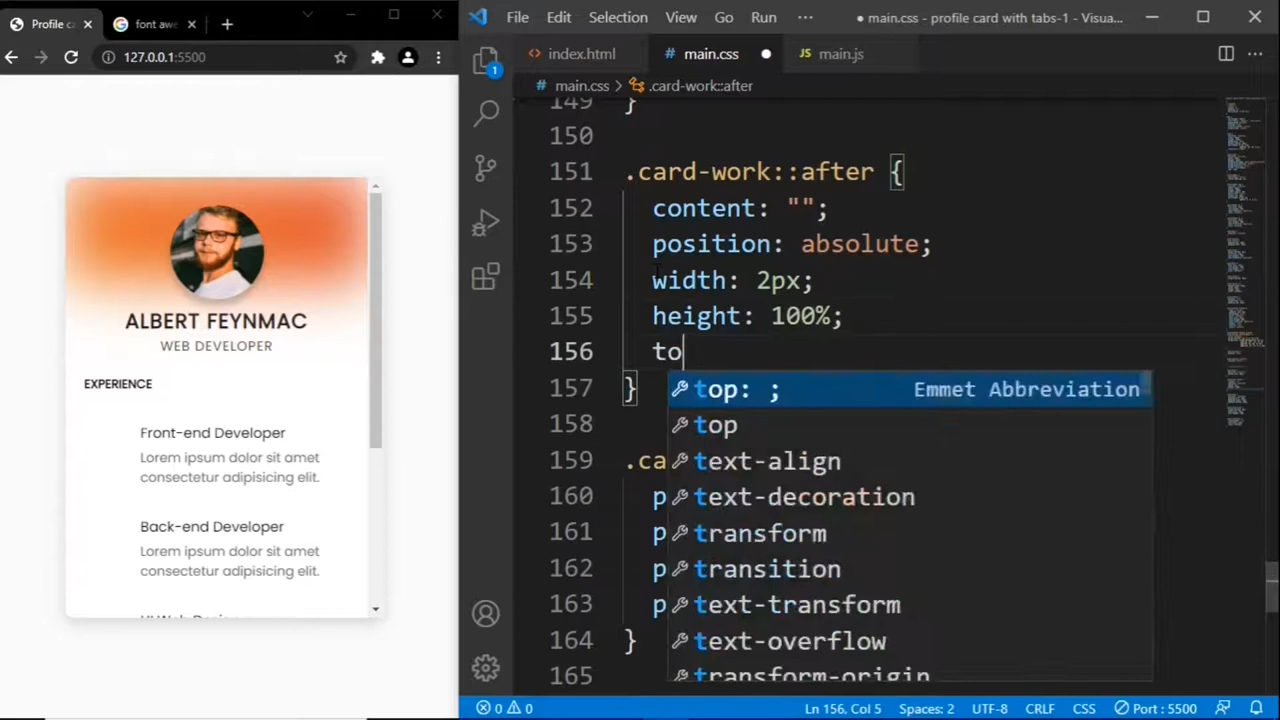 Profile ca
font awe
127.0.0.1:5500
ALBERT FEYNMAC
WEB DEVELOPER
EXPERIENCE
Front-end Developer
Lorem ipsum dolor sit amet
consectetur adipisicing elit.
Back-end Developer
Lorem ipsum dolor sit amet
consectetur adipisicing elit.
File Edit Selection View Go Run ··· ● main.css - profile card with tabs-1 - Visua...
1
<> index.html
# main.css ●
JS main.js
# main.css > .card-work::after
149 }
150
151 .card-work::after {
152 content: "";
153 position: absolute;
154 width: 2px;
155 height: 100%;
156 to
157 }
158
159 .ca
160 p
161 p
162 p
163 p
164 }
165
top: ; Emmet Abbreviation
top
text-align
text-decoration
transform
transition
text-transform
text-overflow
transform-origin
0 0 Ln 156, Col 5 Spaces: 2 UTF-8 CRLF CSS Port : 5500